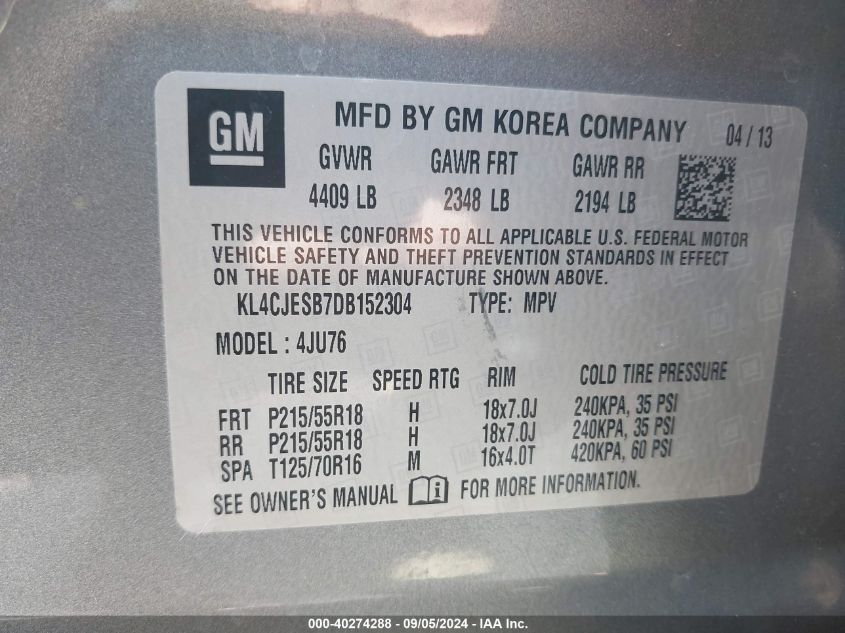 GM
MFD BY GM KOREA COMPANY 04 / 13
GVWR GAWR FRT GAWR RR
4409 LB 2348 LB 2194 LB
THIS VEHICLE CONFORMS TO ALL APPLICABLE U.S. FEDERAL MOTOR
VEHICLE SAFETY AND THEFT PREVENTION STANDARDS IN EFFECT
ON THE DATE OF MANUFACTURE SHOWN ABOVE.
KL4CJESB7DB152304 TYPE: MPV
MODEL : 4JU76
TIRE SIZE SPEED RTG RIM COLD TIRE PRESSURE
FRT P215/55R18 H 18x7.0J 240KPA, 35 PSI
RR P215/55R18 H 18x7.0J 240KPA, 35 PSI
SPA T125/70R16 M 16x4.0T 420KPA, 60 PSI
SEE OWNER'S MANUAL FOR MORE INFORMATION.
000-40274288 - 09/05/2024 - IAA Inc.